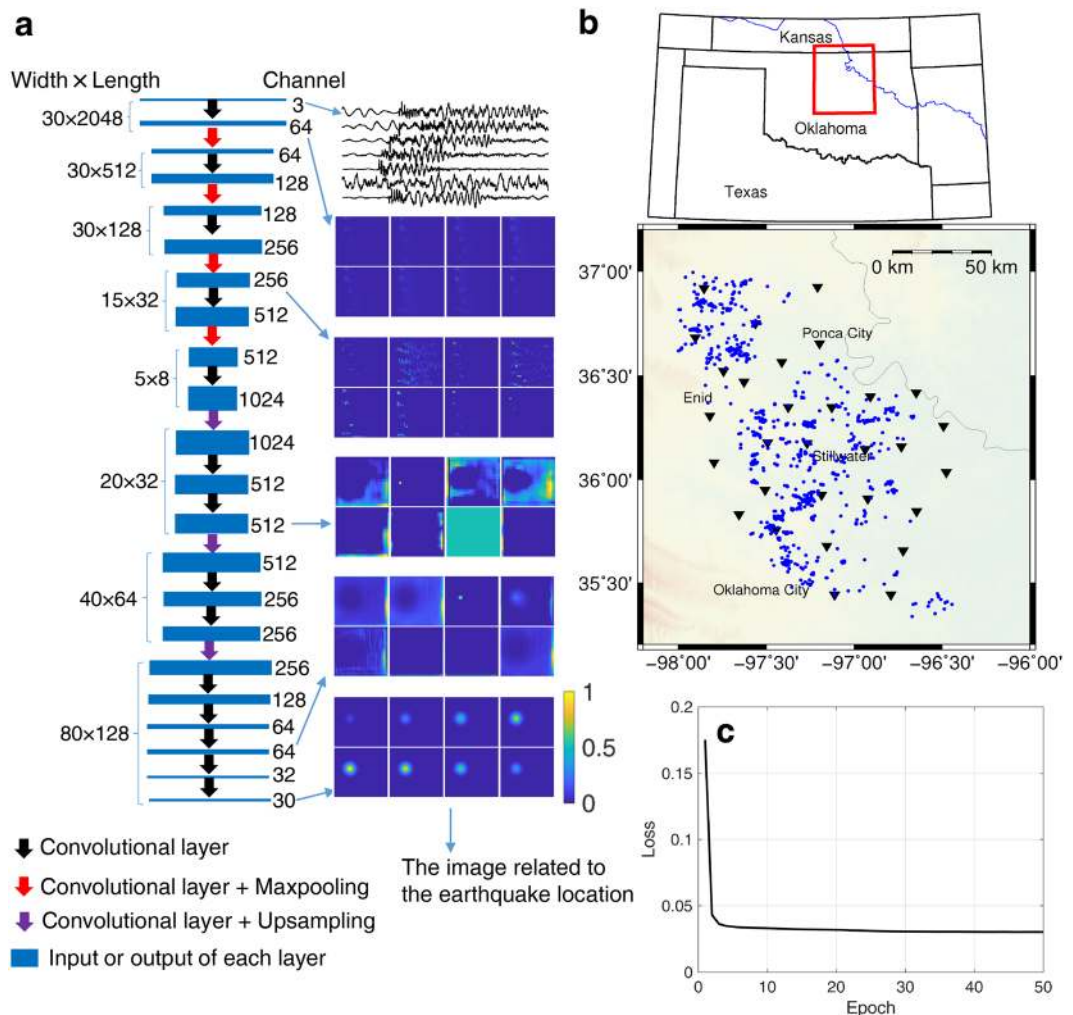 a
Width × Length
Channel
30×2048
3
64
30×512
64
128
30×128
128
256
15×32
256
512
5×8
512
1024
20×32
1024
512
512
40×64
512
256
256
80×128
256
128
64
64
32
30
1
0.5
0
Convolutional layer
Convolutional layer + Maxpooling
Convolutional layer + Upsampling
Input or output of each layer
The image related to
the earthquake location
b
Kansas
Oklahoma
Texas
0 km 50 km
37˚00'
36˚30'
36˚00'
35˚30'
Ponca City
Enid
Stillwater
Oklahoma City
−98˚00' −97˚30' −97˚00' −96˚30' −96˚00'
c
0.2
0.15
0.1
0.05
0
Loss
0 10 20 30 40 50
Epoch